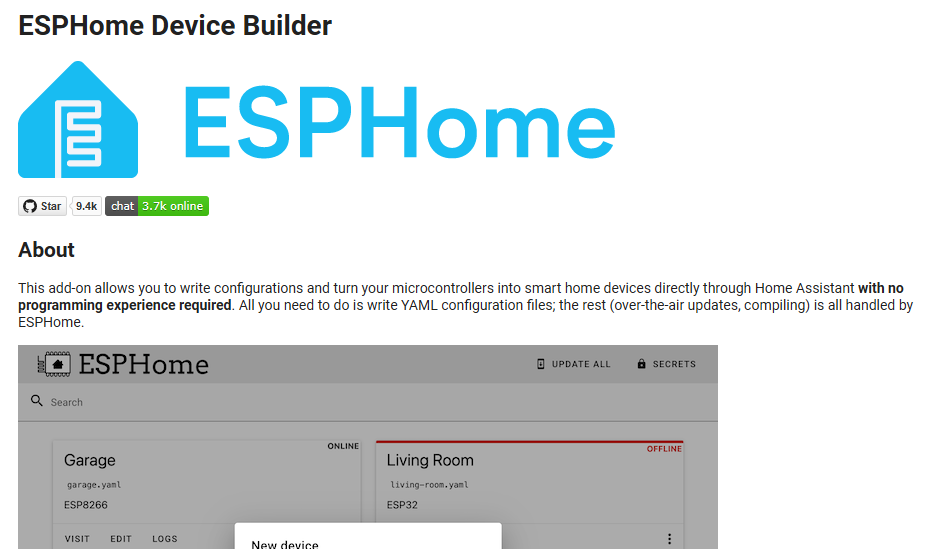 ESPHome Device Builder
ESPHome
Star 9.4k chat 3.7k online
About
This add-on allows you to write configurations and turn your microcontrollers into smart home devices directly through Home Assistant with no
programming experience required. All you need to do is write YAML configuration files; the rest (over-the-air updates, compiling) is all handled by
ESPHome.
ESPHome UPDATE ALL SECRETS
Search
ONLINE OFFLINE
Garage Living Room
garage.yaml living-room.yaml
ESP8266 ESP32
VISIT EDIT LOGS
New device